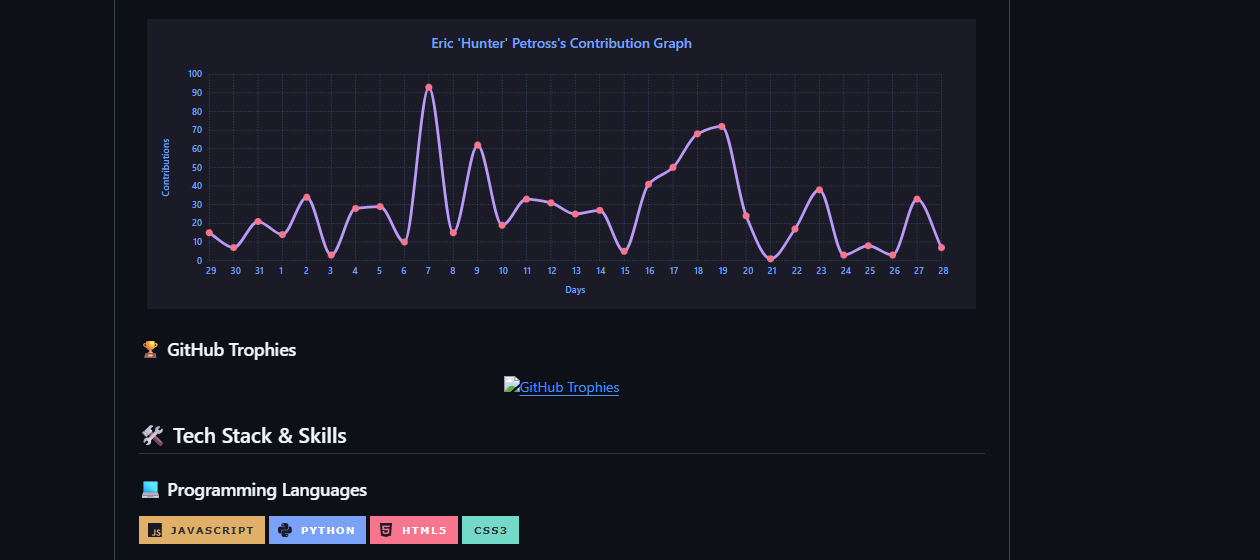 Eric 'Hunter' Petross's Contribution Graph
100
90
80
70
60
50
40
30
20
10
0
Contributions
29 30 31 1 2 3 4 5 6 7 8 9 10 11 12 13 14 15 16 17 18 19 20 21 22 23 24 25 26 27 28
Days
🏆 GitHub Trophies
GitHub Trophies
🛠️ Tech Stack & Skills
💻 Programming Languages
JS JAVASCRIPT PYTHON 5 HTML5 CSS3